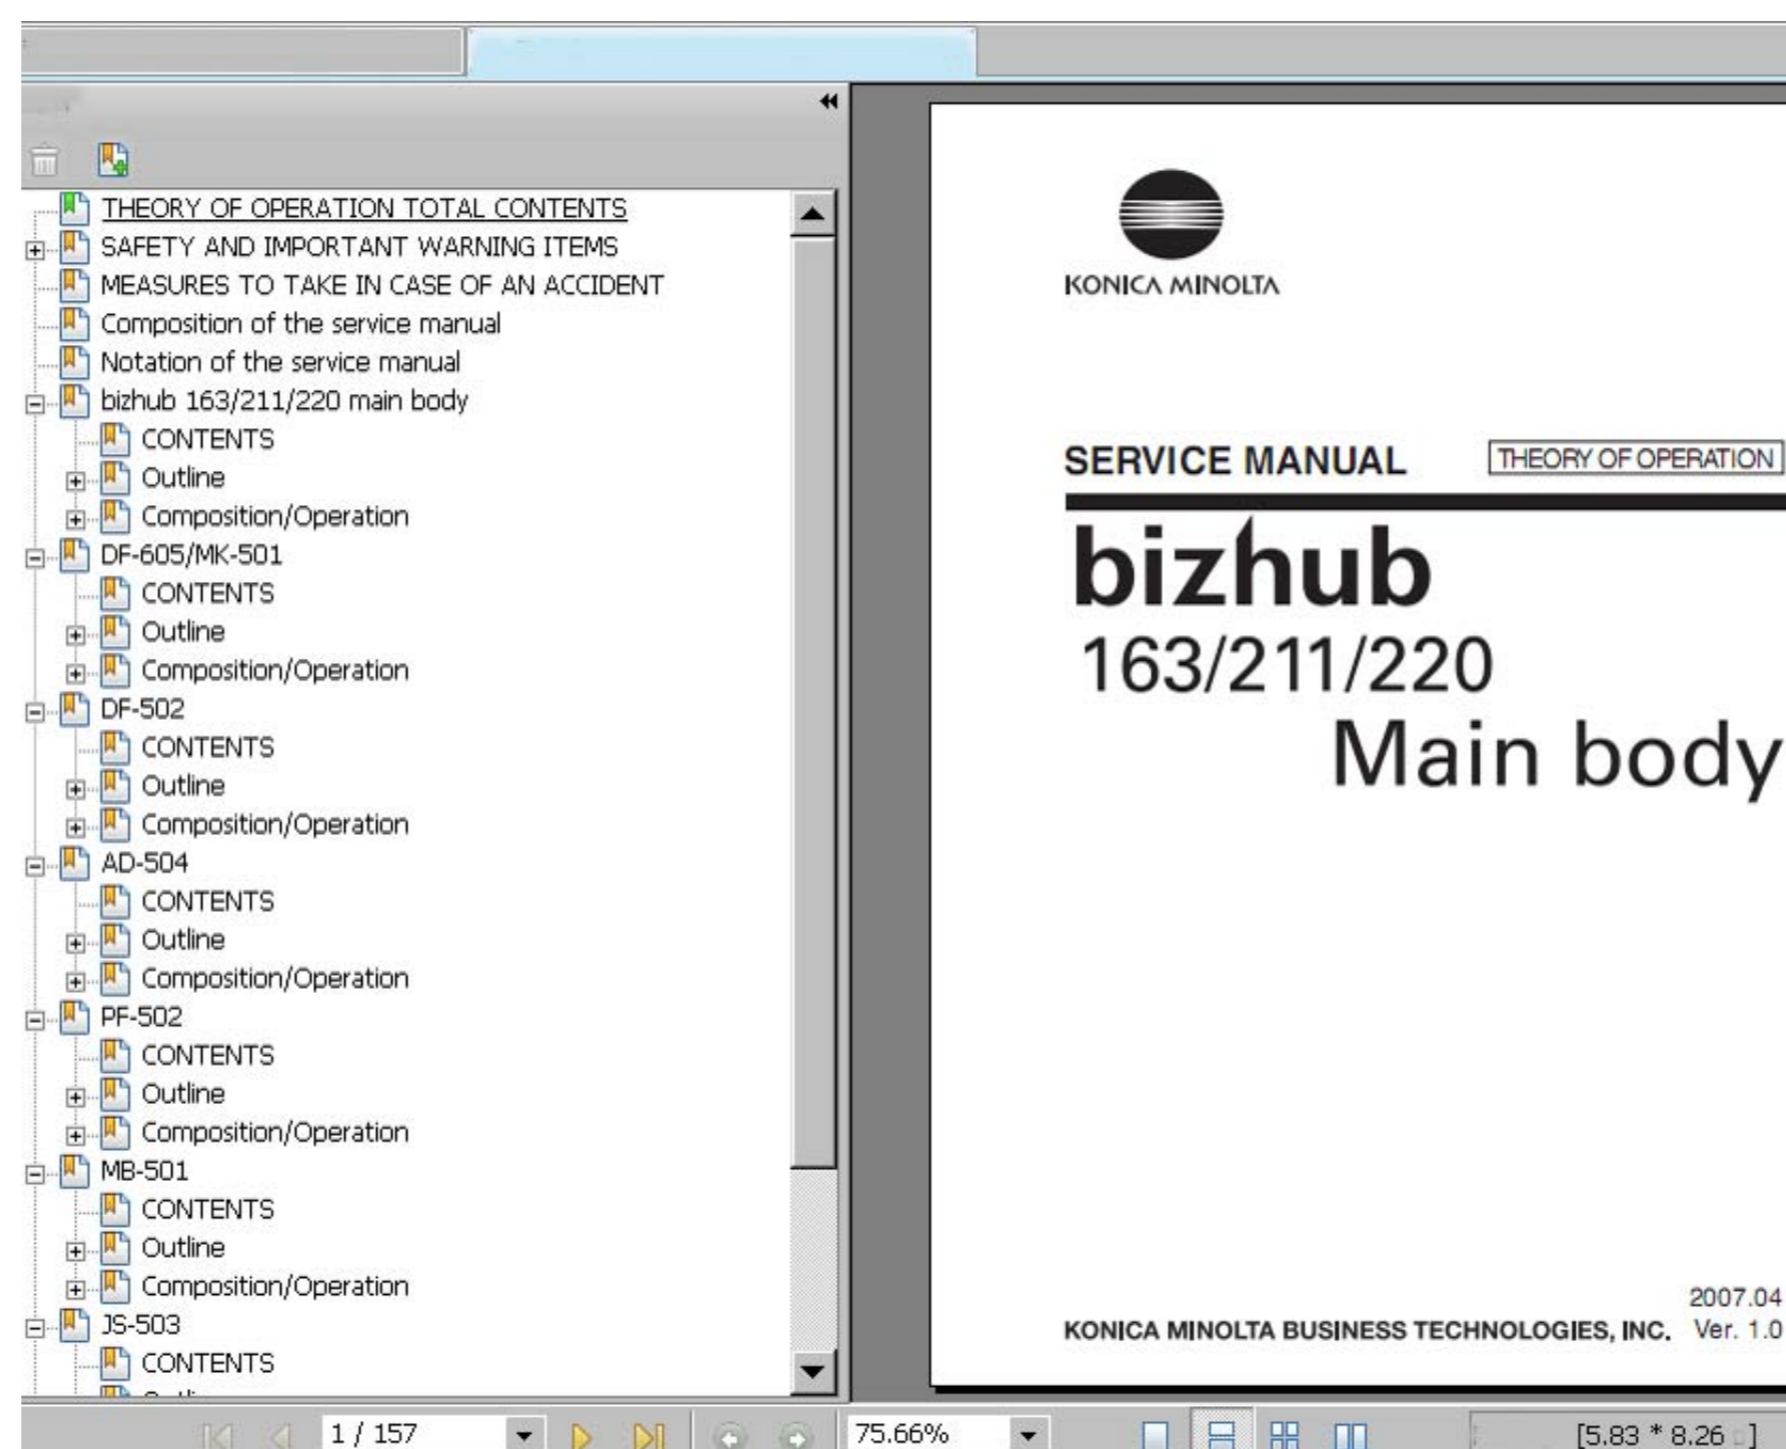 THEORY OF OPERATION TOTAL CONTENTS
SAFETY AND IMPORTANT WARNING ITEMS
MEASURES TO TAKE IN CASE OF AN ACCIDENT
Composition of the service manual
Notation of the service manual
bizhub 163/211/220 main body
CONTENTS
Outline
Composition/Operation
DF-605/MK-501
CONTENTS
Outline
Composition/Operation
DF-502
CONTENTS
Outline
Composition/Operation
AD-504
CONTENTS
Outline
Composition/Operation
PF-502
CONTENTS
Outline
Composition/Operation
MB-501
CONTENTS
Outline
Composition/Operation
JS-503
CONTENTS
KONICA MINOLTA
SERVICE MANUAL THEORY OF OPERATION
bizhub
163/211/220
Main body
2007.04
KONICA MINOLTA BUSINESS TECHNOLOGIES, INC. Ver. 1.0
1 / 157 75.66% [5.83 * 8.26 ]